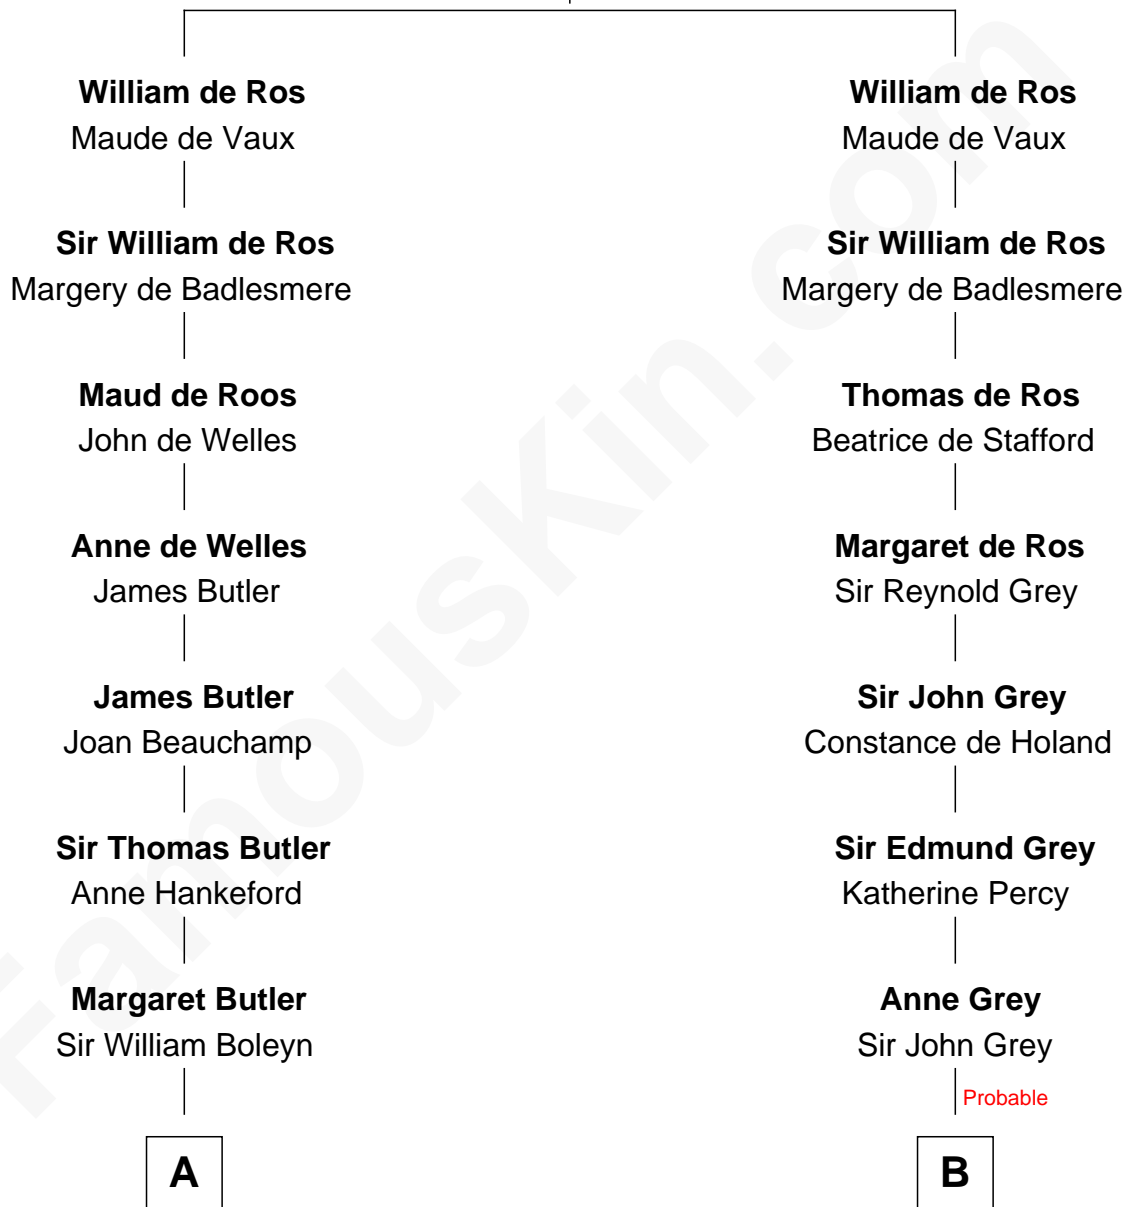 William de Ros
Maude de Vaux
Sir William de Ros
Margery de Badlesmere
Maud de Roos
John de Welles
Anne de Welles
James Butler
James Butler
Joan Beauchamp
Sir Thomas Butler
Anne Hankeford
Margaret Butler
Sir William Boleyn
A
William de Ros
Maude de Vaux
Sir William de Ros
Margery de Badlesmere
Thomas de Ros
Beatrice de Stafford
Margaret de Ros
Sir Reynold Grey
Sir John Grey
Constance de Holand
Sir Edmund Grey
Katherine Percy
Anne Grey
Sir John Grey
Probable
B
FamousKin.com